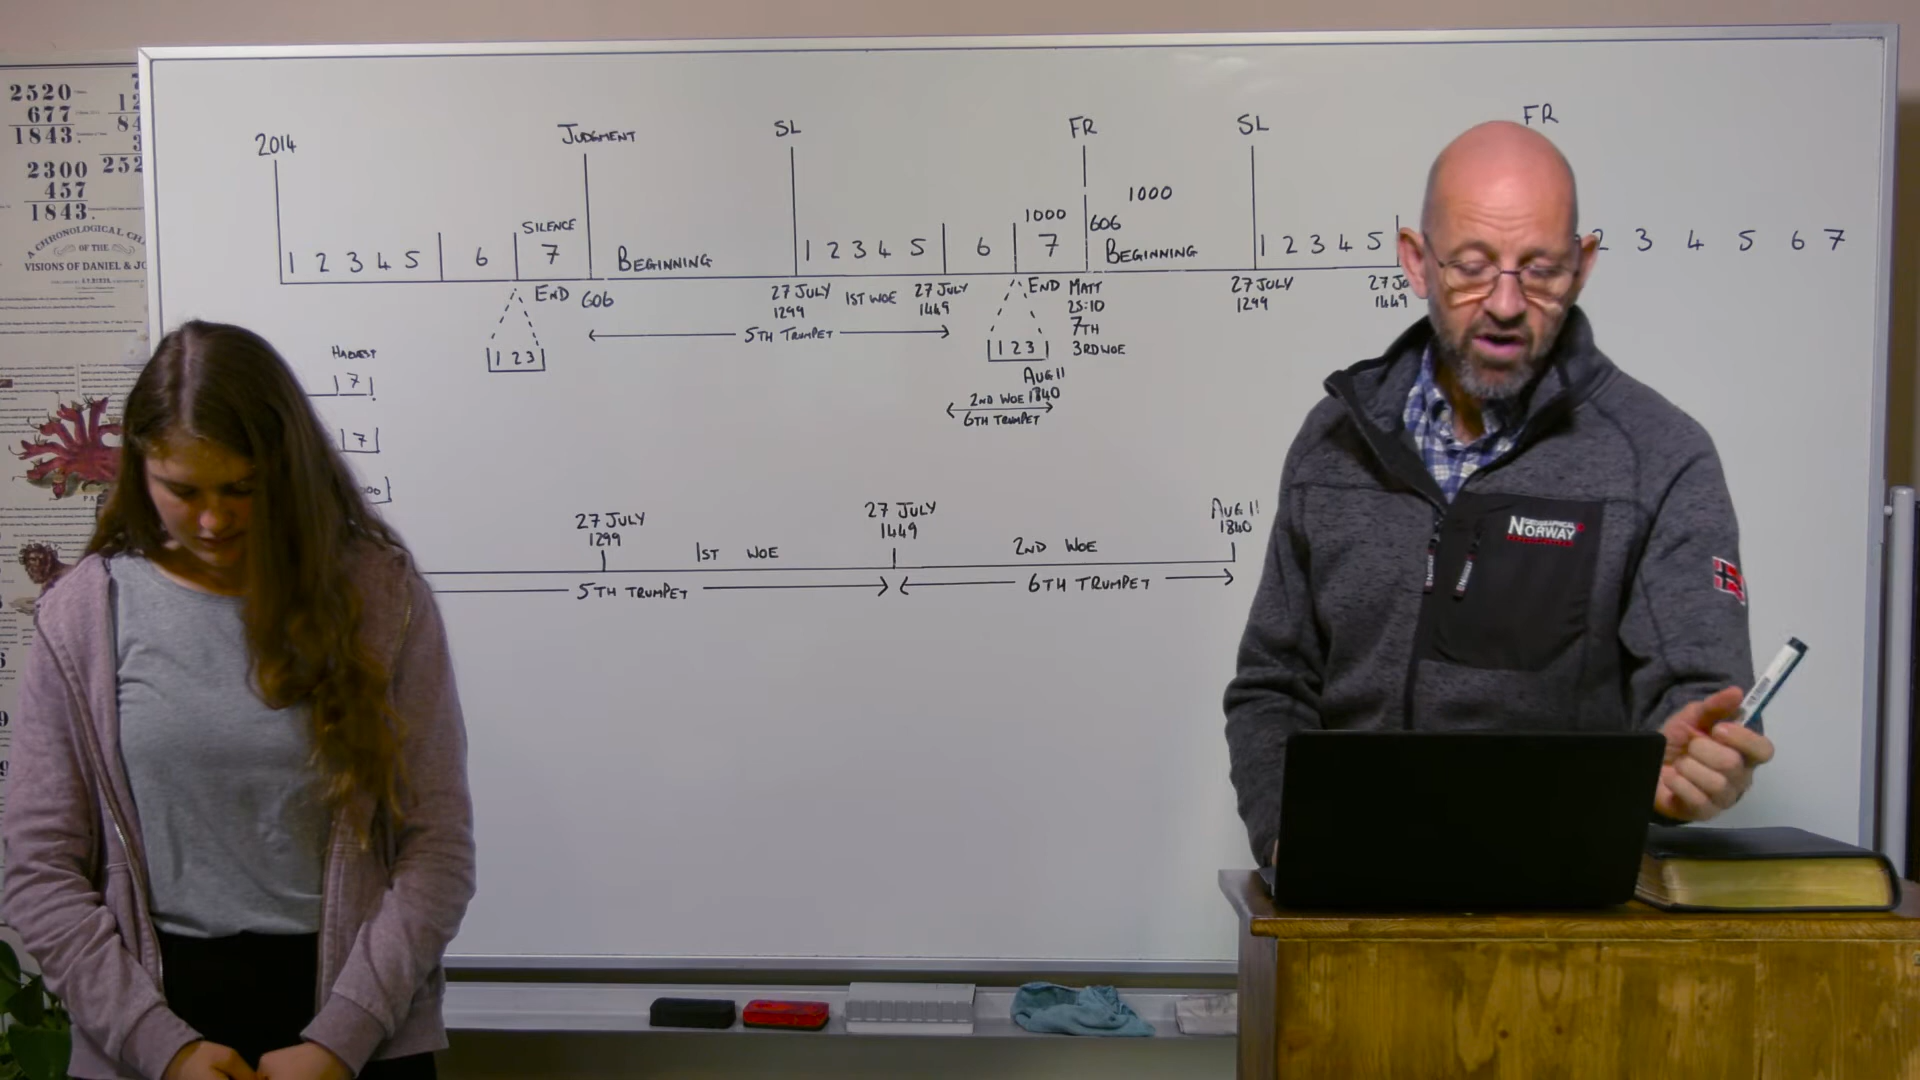 2520
677
1843.
2300
457
1843.
252
A CHRONOLOGICAL
OF THE
VISIONS OF DANIEL &
2014
JUDGMENT
SL
FR
SL
FR
1000
SILENCE
1000
606
1 2 3 4 5 6 7 BEGINNING 1 2 3 4 5 6 7 BEGINNING 1 2 3 4 5 2 3 4 5 6 7
END 606
27 JULY
1299
1ST WOE
27 JULY
1449
END MATT
25:10
7TH
3RD WOE
27 JULY
1299
1449
5TH TRUMPET
1 2 3
1 2 3
AUG 11
1840
2ND WOE
6TH TRUMPET
HARVEST
7
7
27 JULY
1299
1ST WOE
27 JULY
1449
2ND WOE
AUG 11
1840
5TH TRUMPET
6TH TRUMPET
GEOGRAPHICAL
NORWAY